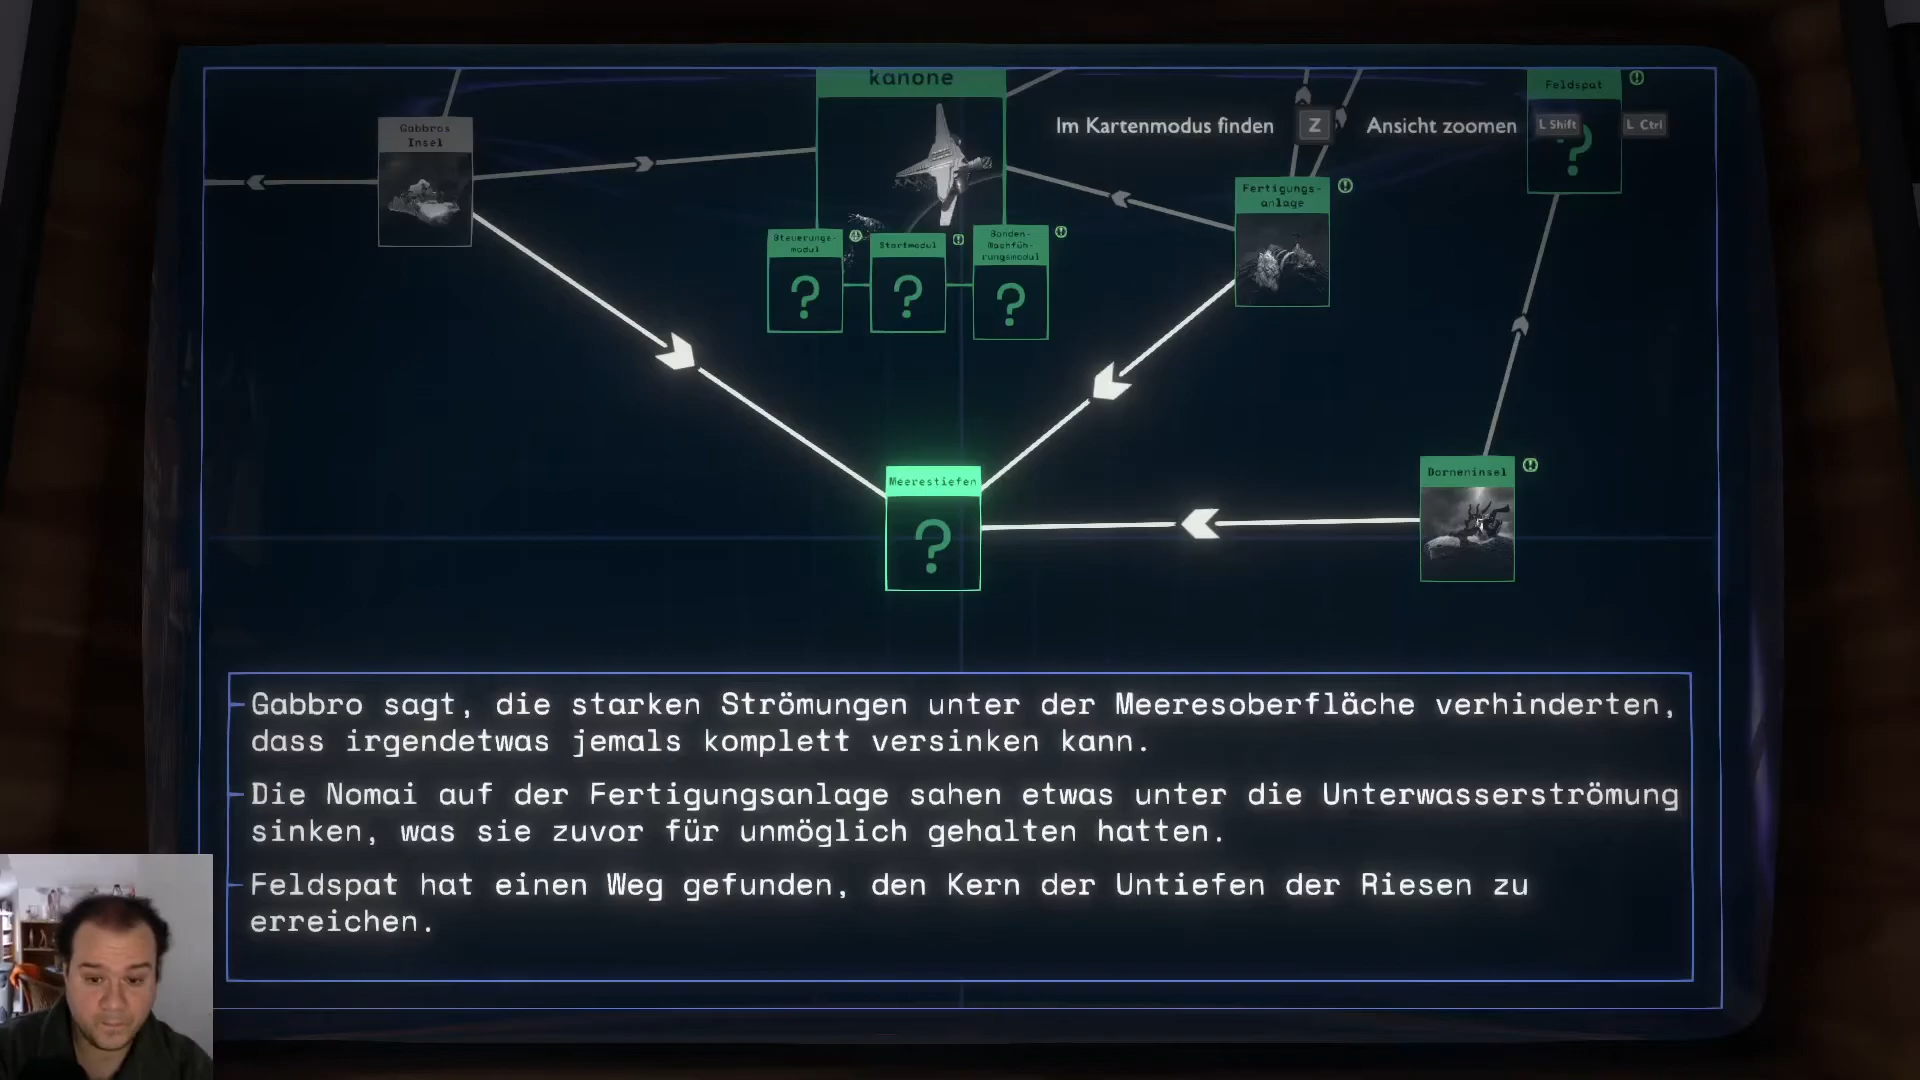 kanone
Feldspat
Gabbros
Insel
Im Kartenmodus finden Z Ansicht zoomen L Shift L Ctrl
?
Fertigungs-
anlage
Steuerungs-
modul
Startmodul
Bonden-
Nachfüh-
rungsmodul
? ? ?
Meerestiefen
?
Dorneninsel
Gabbro sagt, die starken Strömungen unter der Meeresoberfläche verhinderten,
dass irgendetwas jemals komplett versinken kann.
Die Nomai auf der Fertigungsanlage sahen etwas unter die Unterwasserströmung
sinken, was sie zuvor für unmöglich gehalten hatten.
Feldspat hat einen Weg gefunden, den Kern der Untiefen der Riesen zu
erreichen.